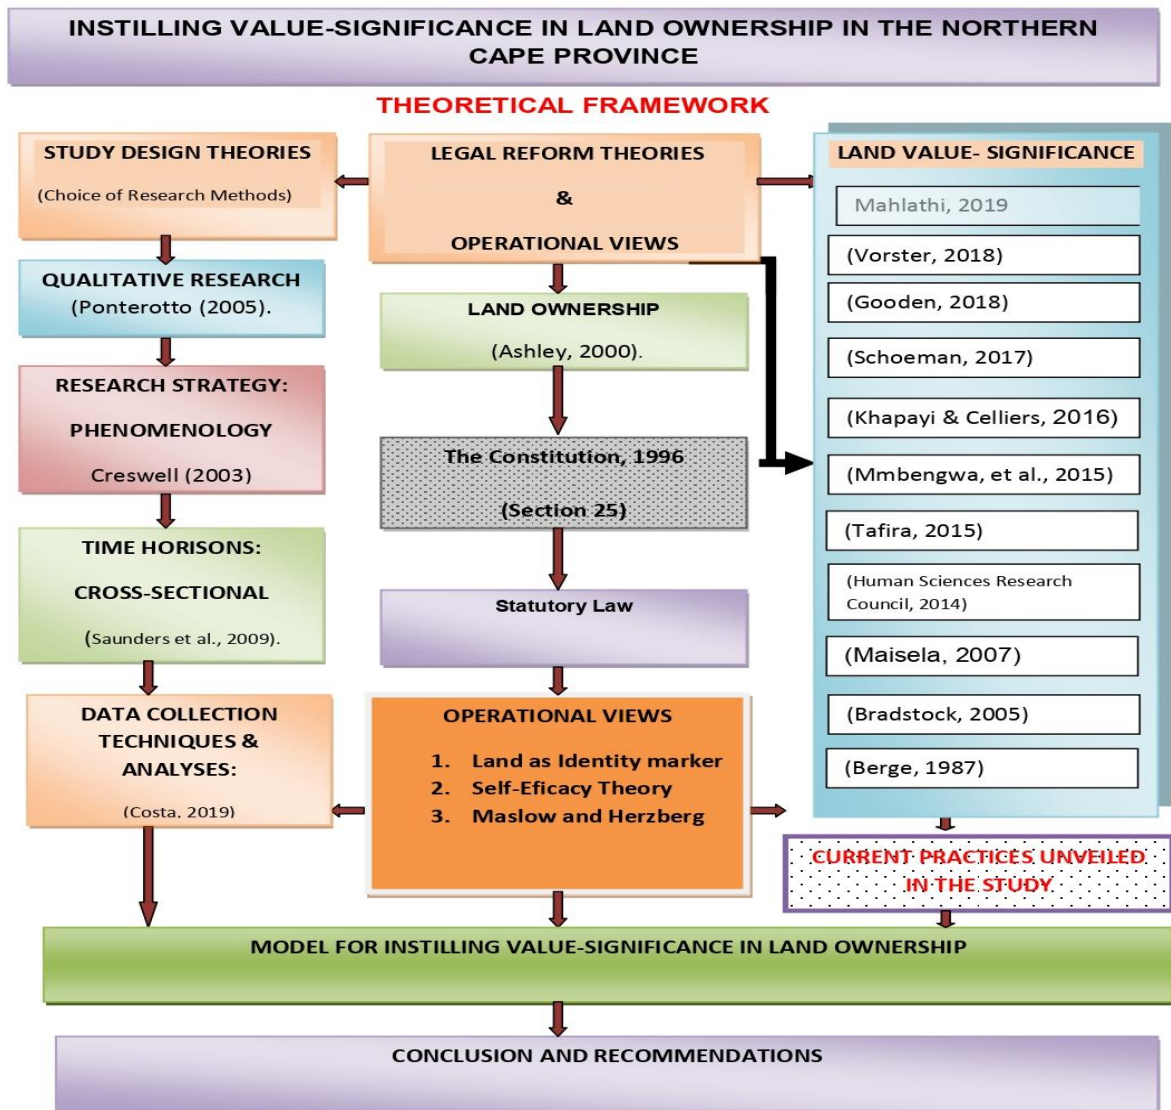 INSTILLING VALUE-SIGNIFICANCE IN LAND OWNERSHIP IN THE NORTHERN
CAPE PROVINCE
THEORETICAL FRAMEWORK
STUDY DESIGN THEORIES
(Choice of Research Methods)
QUALITATIVE RESEARCH
(Ponterotto (2005).
RESEARCH STRATEGY:
PHENOMENOLOGY
Creswell (2003)
TIME HORISONS:
CROSS-SECTIONAL
(Saunders et al., 2009).
DATA COLLECTION
TECHNIQUES &
ANALYSES:
(Costa, 2019)
LEGAL REFORM THEORIES
&
OPERATIONAL VIEWS
LAND OWNERSHIP
(Ashley, 2000).
The Constitution, 1996
(Section 25)
Statutory Law
OPERATIONAL VIEWS
1. Land as Identity marker
2. Self-Eficacy Theory
3. Maslow and Herzberg
LAND VALUE- SIGNIFICANCE
Mahlathi, 2019
(Vorster, 2018)
(Gooden, 2018)
(Schoeman, 2017)
(Khapayi & Celliers, 2016)
(Mmbengwa, et al., 2015)
(Tafira, 2015)
(Human Sciences Research
Council, 2014)
(Maisela, 2007)
(Bradstock, 2005)
(Berge, 1987)
CURRENT PRACTICES UNVEILED
IN THE STUDY
MODEL FOR INSTILLING VALUE-SIGNIFICANCE IN LAND OWNERSHIP
CONCLUSION AND RECOMMENDATIONS